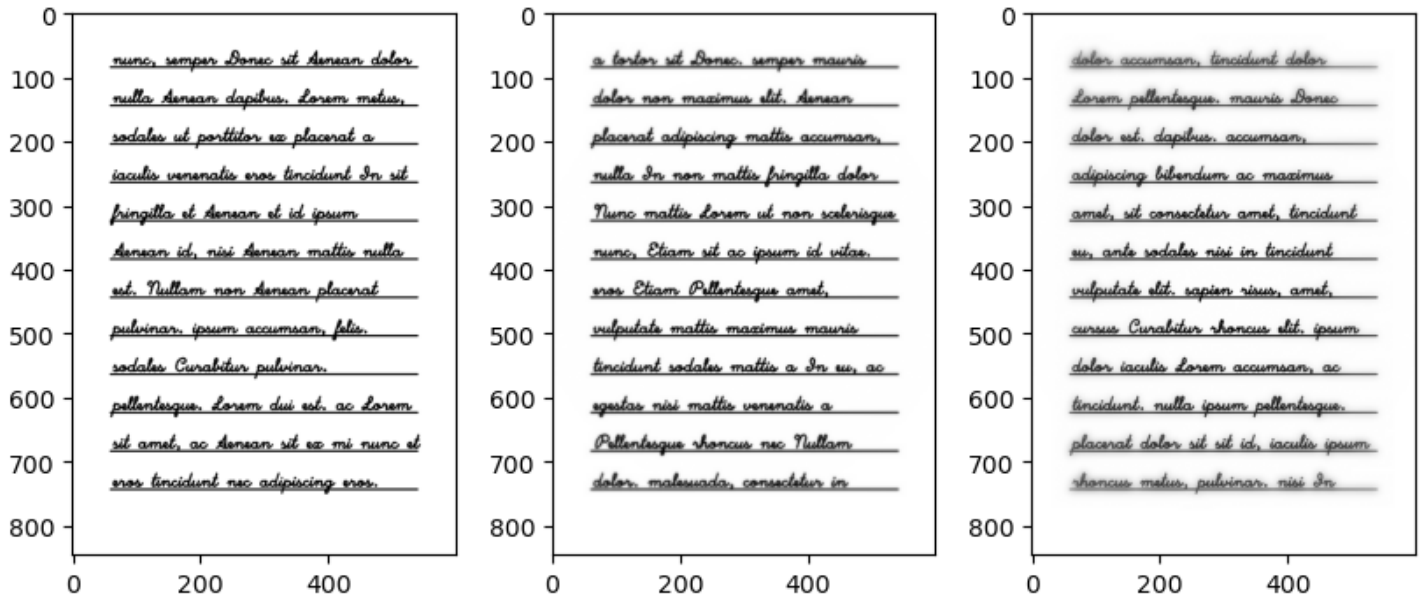 0
100
200
300
400
500
600
700
800
0
200
400
nunc, semper Donec sit Aenean dolor
nulla Aenean dapibus. Lorem metus,
sodales ut porttitor ex placerat a
iaculis venenatis eros tincidunt In sit
fringilla et Aenean et id ipsum
Aenean id, nisi Aenean mattis nulla
est. Nullam non Aenean placerat
pulvinar. ipsum accumsan, felis.
sodales Curabitur pulvinar.
pellentesque. Lorem dui est. ac Lorem
sit amet, ac Aenean sit ex mi nunc et
eros tincidunt nec adipiscing eros.
0
100
200
300
400
500
600
700
800
0
200
400
a tortor sit Donec. semper mauris
dolor non maximus elit. Aenean
placerat adipiscing mattis accumsan,
nulla In non mattis fringilla dolor
Nunc mattis Lorem ut non scelerisque
nunc, Etiam sit ac ipsum id vitae.
eros Etiam Pellentesque amet,
vulputate mattis maximus mauris
tincidunt sodales mattis a In eu, ac
egestas nisi mattis venenatis a
Pellentesque rhoncus nec Nullam
dolor. malesuada, consectetur in
0
100
200
300
400
500
600
700
800
0
200
400
dolor accumsan, tincidunt dolor
Lorem pellentesque. mauris Donec
dolor est. dapibus. accumsan,
adipiscing bibendum ac maximus
amet, sit consectetur amet, tincidunt
eu, ante sodales nisi in tincidunt
vulputate elit. sapien risus, amet,
cursus Curabitur rhoncus elit. ipsum
dolor iaculis Lorem accumsan, ac
tincidunt. nulla ipsum pellentesque.
placerat dolor sit sit id, iaculis ipsum
rhoncus metus, pulvinar. nisi In